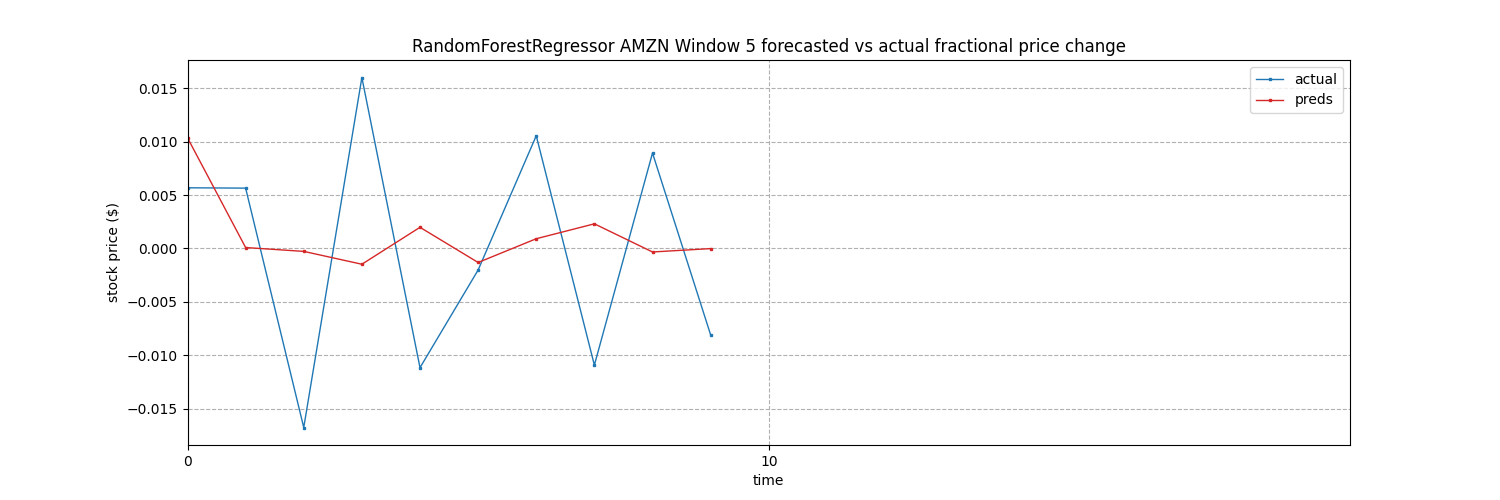 RandomForestRegressor AMZN Window 5 forecasted vs actual fractional price change
actual
preds
stock price ($)
0.015
0.010
0.005
0.000
−0.005
−0.010
−0.015
0
10
time